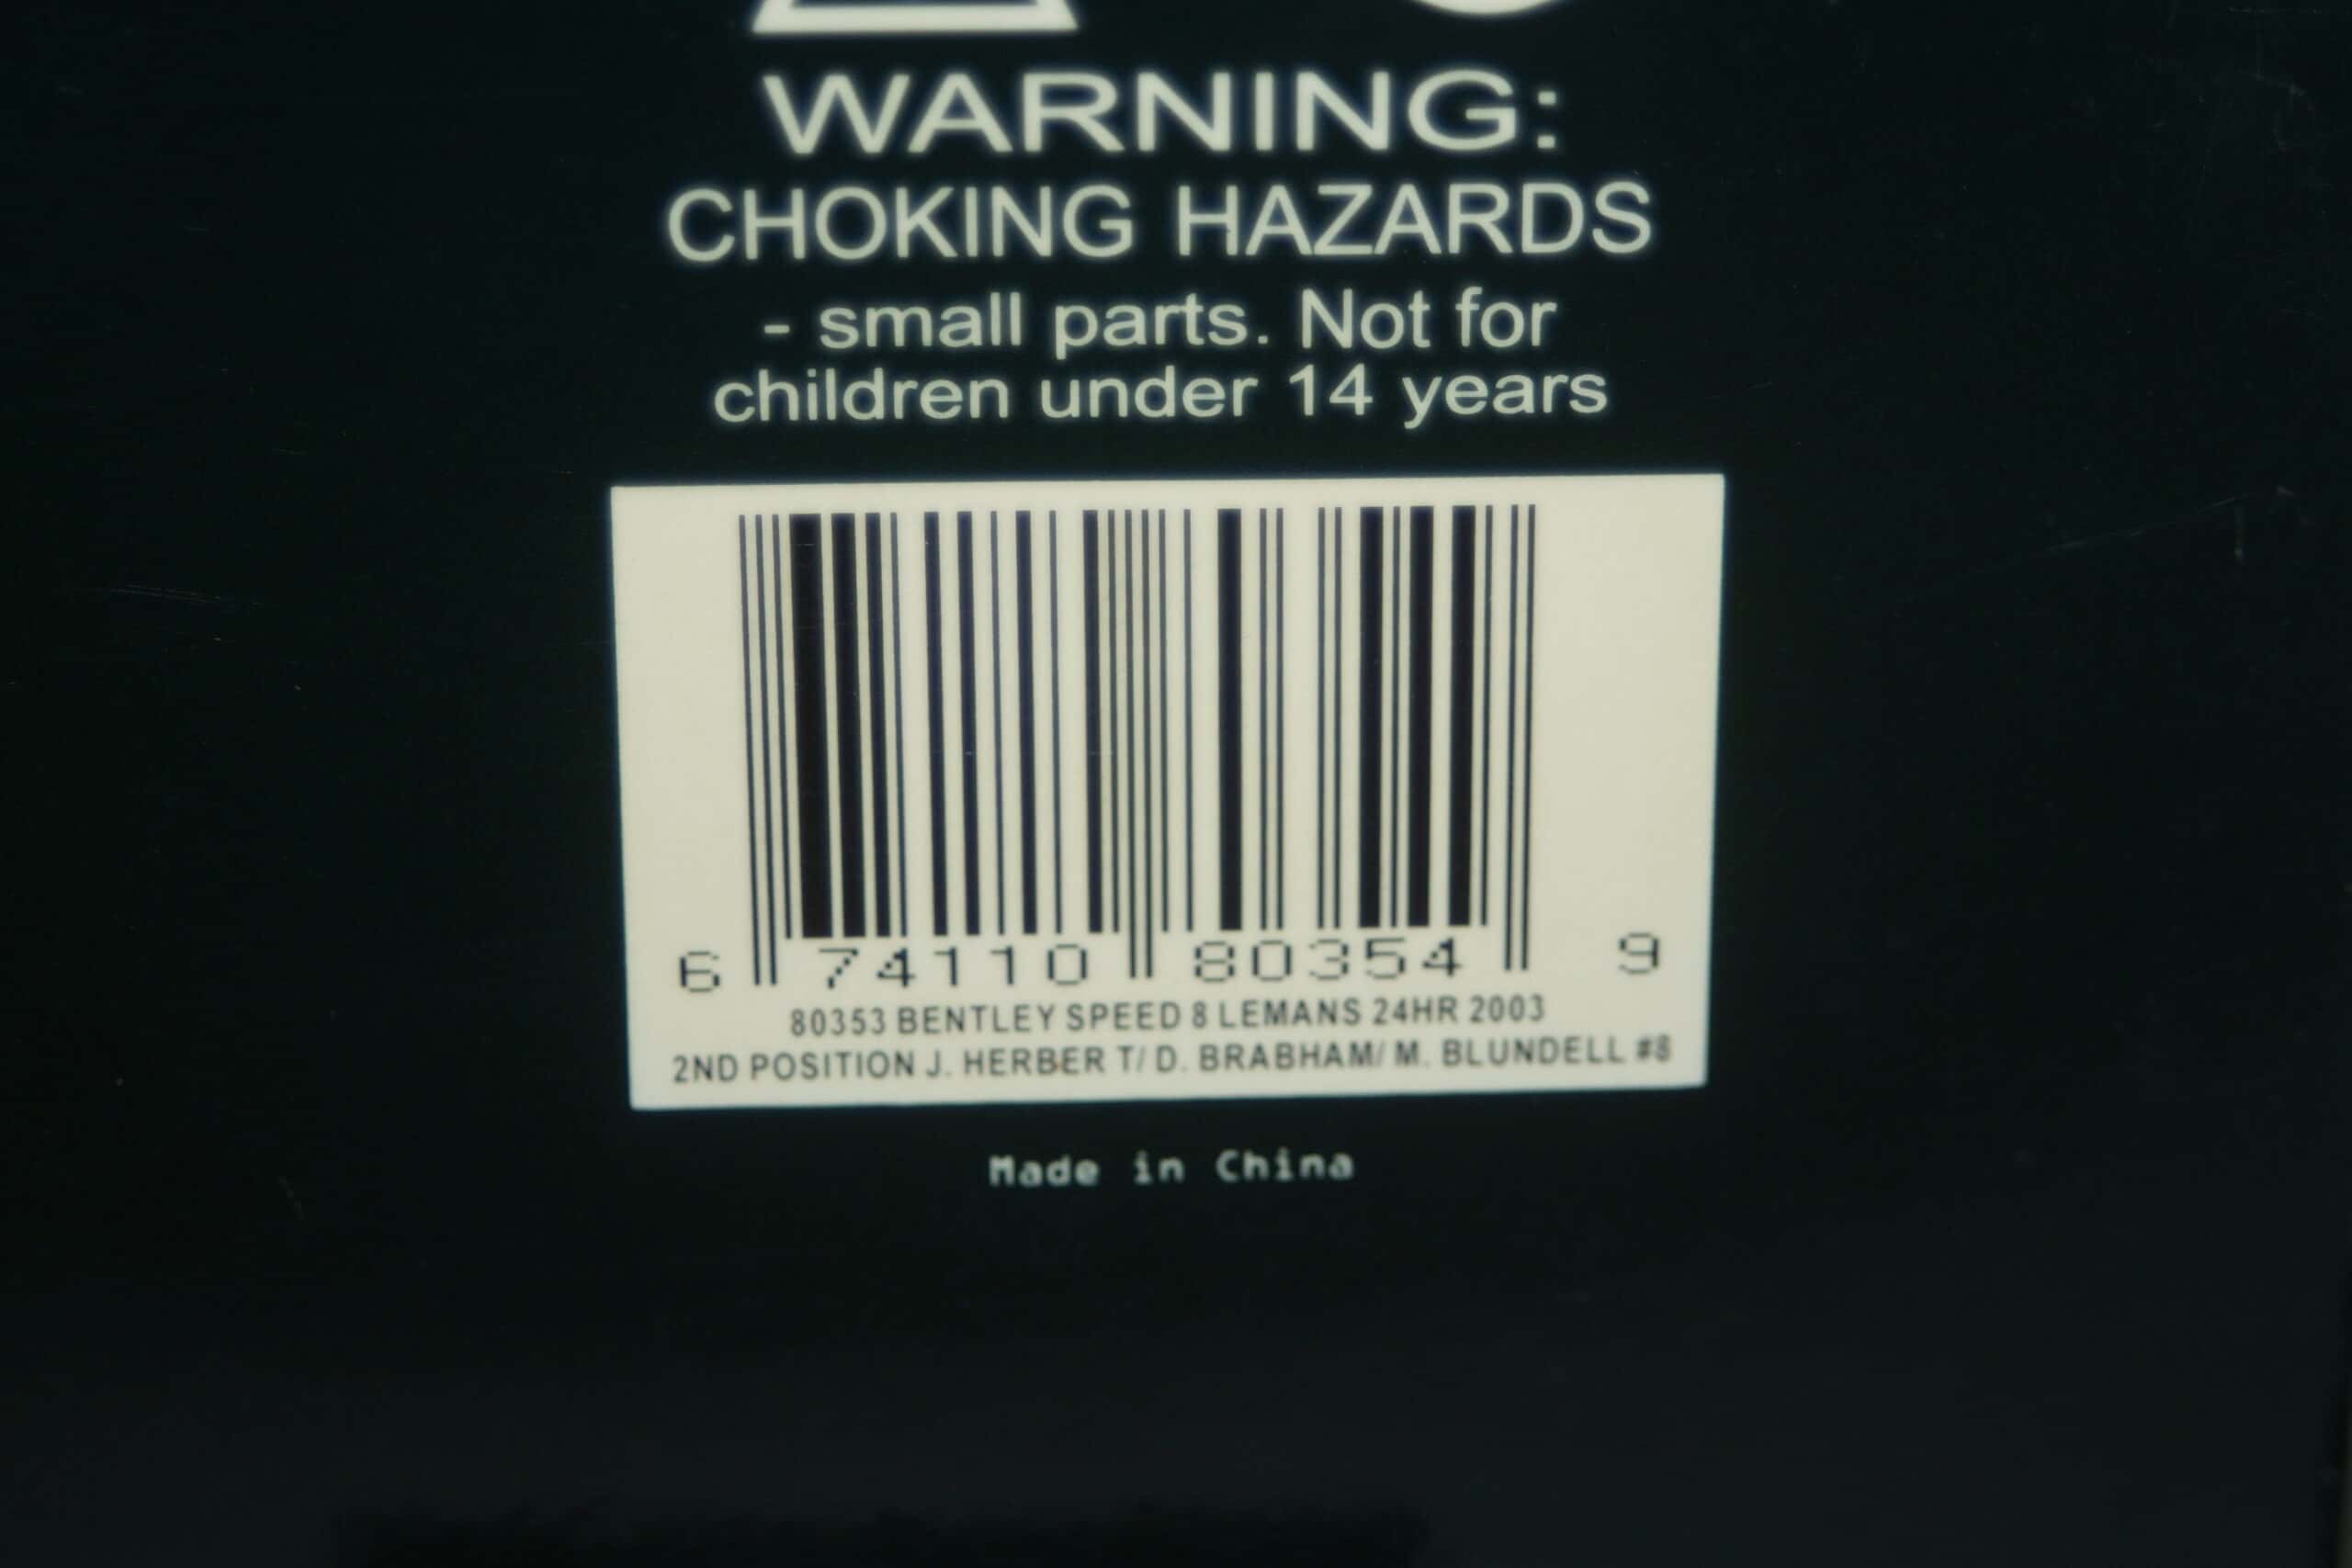 WARNING:
CHOKING HAZARDS
- small parts. Not for
children under 14 years
6 74110 80354 9
80353 BENTLEY SPEED 8 LEMANS 24HR 2003
2ND POSITION J. HERBER T/ D. BRABHAM/ M. BLUNDELL #8
Made in China